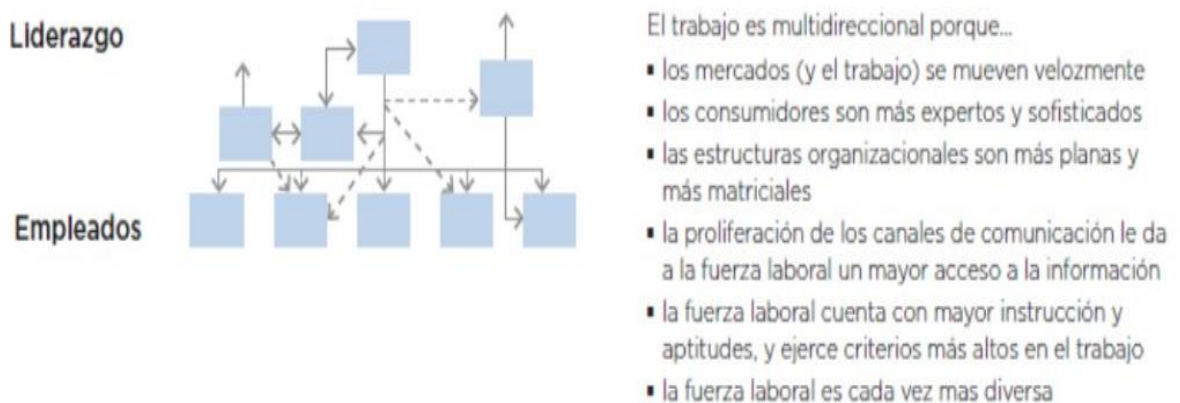 Liderazgo
Empleados
El trabajo es multidireccional porque...
▪ los mercados (y el trabajo) se mueven velozmente
▪ los consumidores son más expertos y sofisticados
▪ las estructuras organizacionales son más planas y
más matriciales
▪ la proliferación de los canales de comunicación le da
a la fuerza laboral un mayor acceso a la información
▪ la fuerza laboral cuenta con mayor instrucción y
aptitudes, y ejerce criterios más altos en el trabajo
▪ la fuerza laboral es cada vez mas diversa